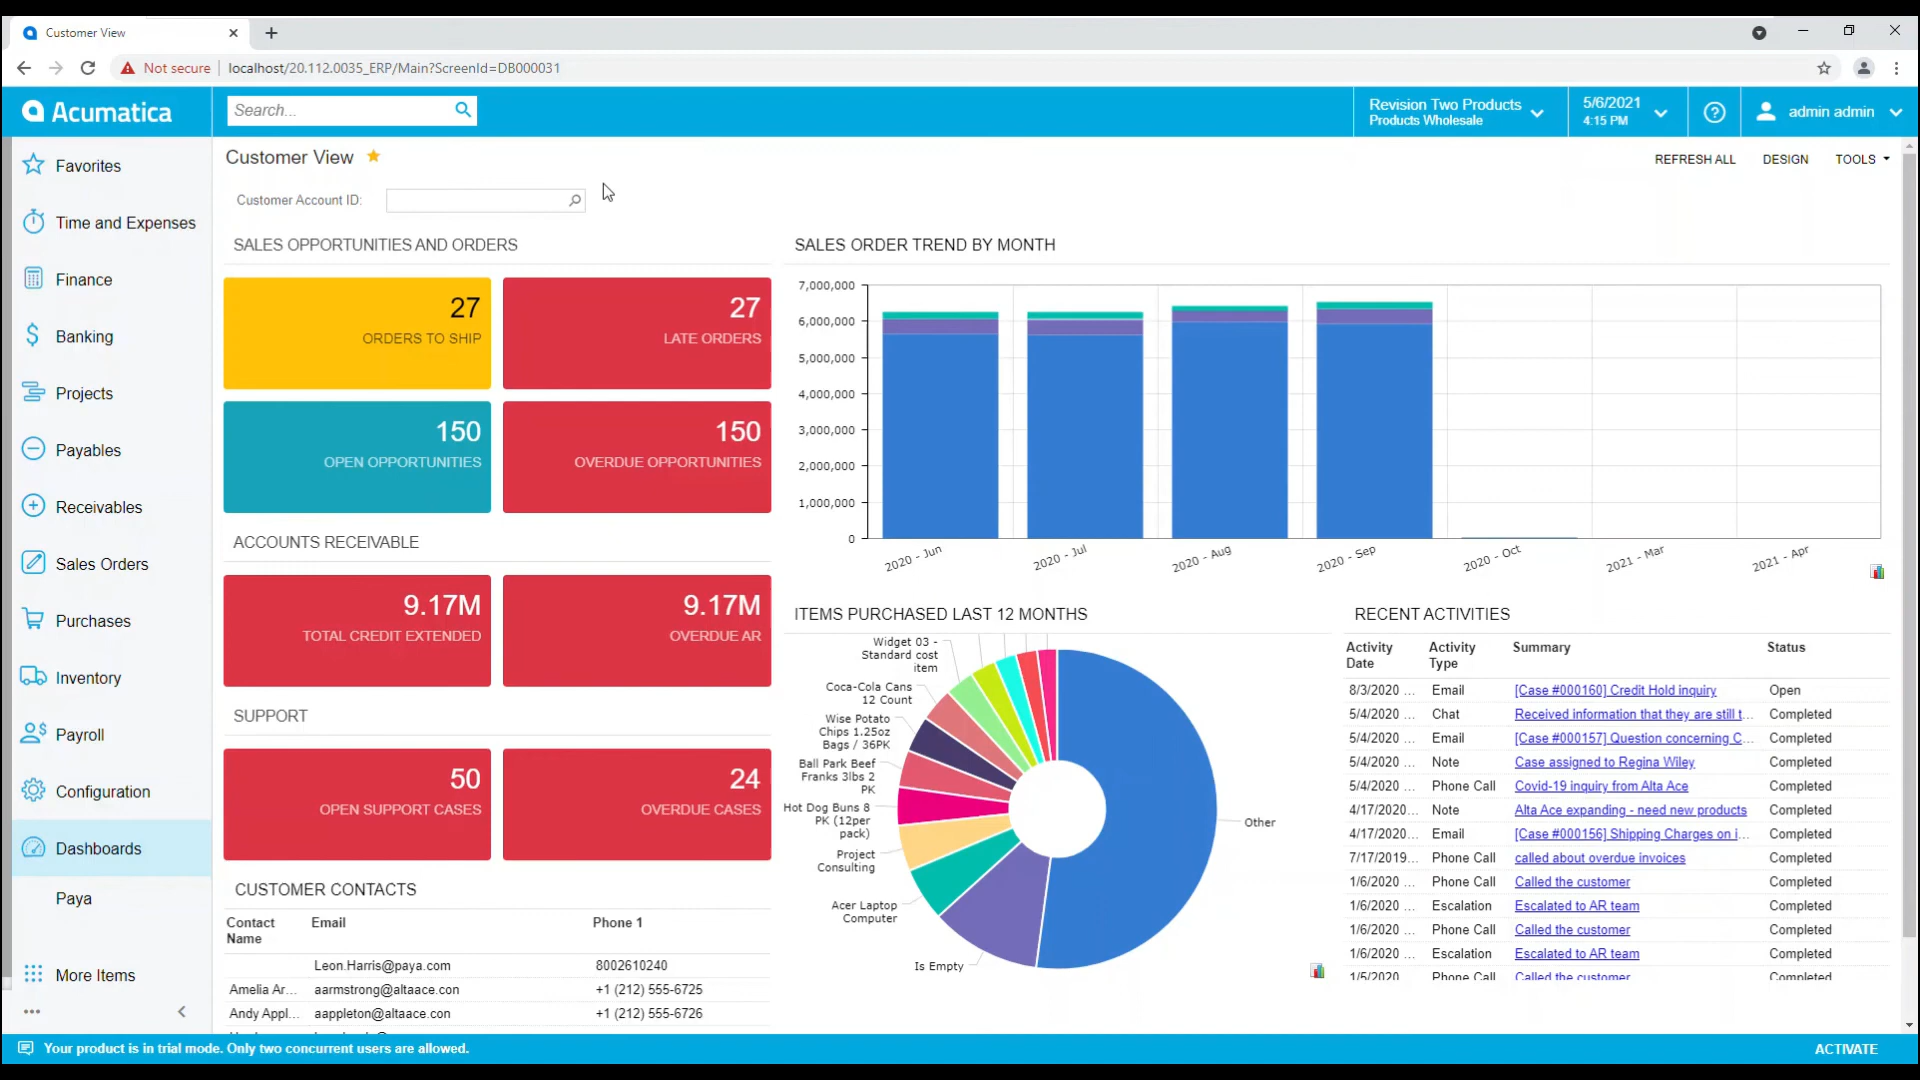 Customer View
Not secure
localhost/20.112.0035_ERP/Main?ScreenId=DB000031
Acumatica
Search...
Revision Two Products
Products Wholesale
5/6/2021
4:15 PM
admin admin
Favorites
Time and Expenses
Finance
Banking
Projects
Payables
Receivables
Sales Orders
Purchases
Inventory
Payroll
Configuration
Dashboards
Paya
More Items
Customer View
REFRESH ALL
DESIGN
TOOLS
Customer Account ID:
SALES OPPORTUNITIES AND ORDERS
27
ORDERS TO SHIP
27
LATE ORDERS
150
OPEN OPPORTUNITIES
150
OVERDUE OPPORTUNITIES
ACCOUNTS RECEIVABLE
9.17M
TOTAL CREDIT EXTENDED
9.17M
OVERDUE AR
SUPPORT
50
OPEN SUPPORT CASES
24
OVERDUE CASES
CUSTOMER CONTACTS
Contact Name Email Phone 1
Leon.Harris@paya.com 8002610240
Amelia Ar... aarmstrong@altaace.con +1 (212) 555-6725
Andy Appl... aappleton@altaace.con +1 (212) 555-6726
SALES ORDER TREND BY MONTH
7,000,000
6,000,000
5,000,000
4,000,000
3,000,000
2,000,000
1,000,000
0
2020 - Jun
2020 - Jul
2020 - Aug
2020 - Sep
2020 - Oct
2021 - Mar
2021 - Apr
ITEMS PURCHASED LAST 12 MONTHS
Widget 03 -
Standard cost
item
Coca-Cola Cans
12 Count
Wise Potato
Chips 1.25oz
Bags / 36PK
Ball Park Beef
Franks 3lbs 2
PK
Hot Dog Buns 8
PK (12per
pack)
Project
Consulting
Acer Laptop
Computer
Is Empty
Other
RECENT ACTIVITIES
Activity Date Activity Type Summary Status
8/3/2020 ... Email [Case #000160] Credit Hold inquiry Open
5/4/2020 ... Chat Received information that they are still t... Completed
5/4/2020 ... Email [Case #000157] Question concerning C... Completed
5/4/2020 ... Note Case assigned to Regina Wiley Completed
5/4/2020 ... Phone Call Covid-19 inquiry from Alta Ace Completed
4/17/2020... Note Alta Ace expanding - need new products Completed
4/17/2020... Email [Case #000156] Shipping Charges on i... Completed
7/17/2019... Phone Call called about overdue invoices Completed
1/6/2020 ... Phone Call Called the customer Completed
1/6/2020 ... Escalation Escalated to AR team Completed
1/6/2020 ... Phone Call Called the customer Completed
1/6/2020 ... Escalation Escalated to AR team Completed
1/5/2020 Phone Call Called the customer Completed
Your product is in trial mode. Only two concurrent users are allowed.
ACTIVATE